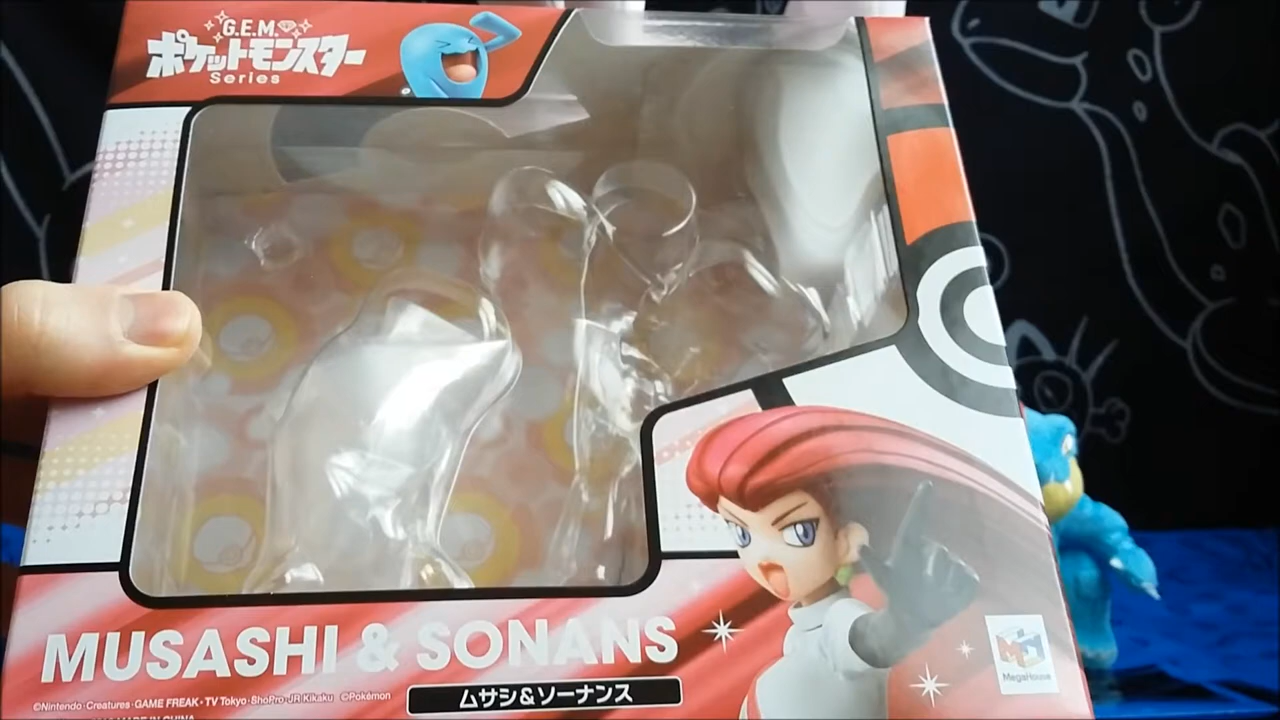 G.E.M.
ポケットモンスター
Series
MUSASHI & SONANS
ムサシ&ソーナンス
©Nintendo・Creatures・GAME FREAK・TV Tokyo・ShoPro・JR Kikaku ©Pokémon
MADE IN CHINA
MegaHouse